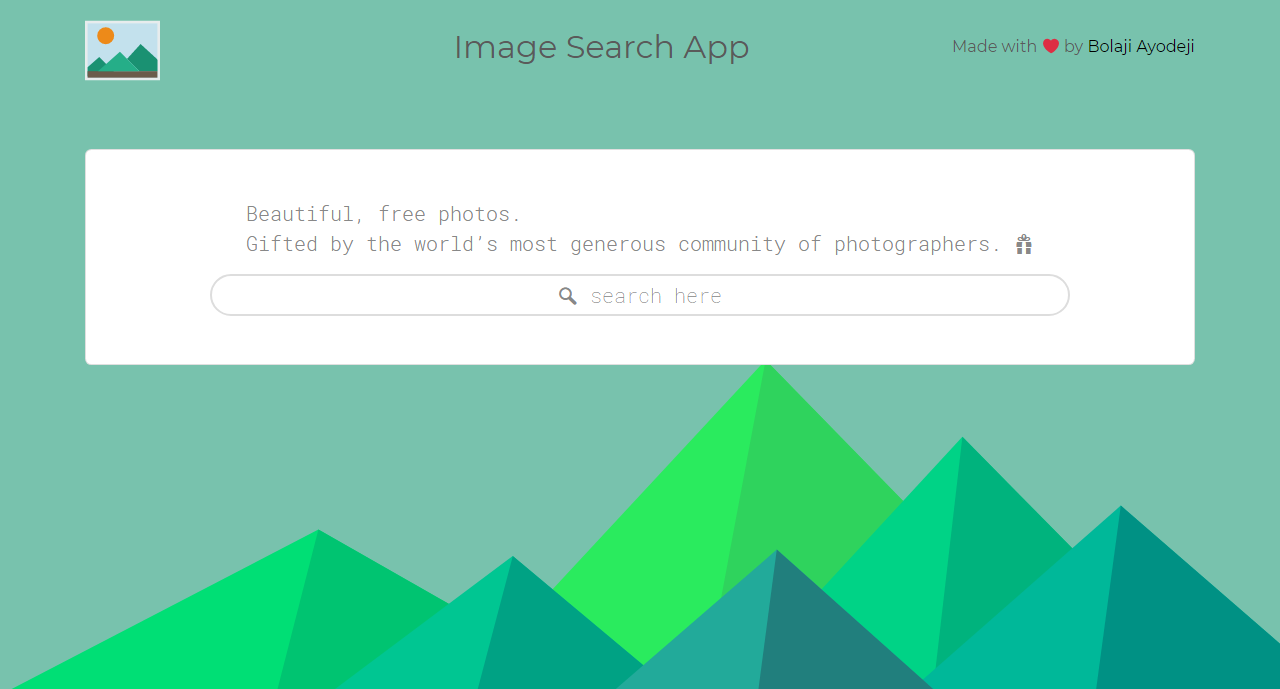 Image Search App
Made with ❤ by Bolaji Ayodeji
Beautiful, free photos.
Gifted by the world’s most generous community of photographers.
search here